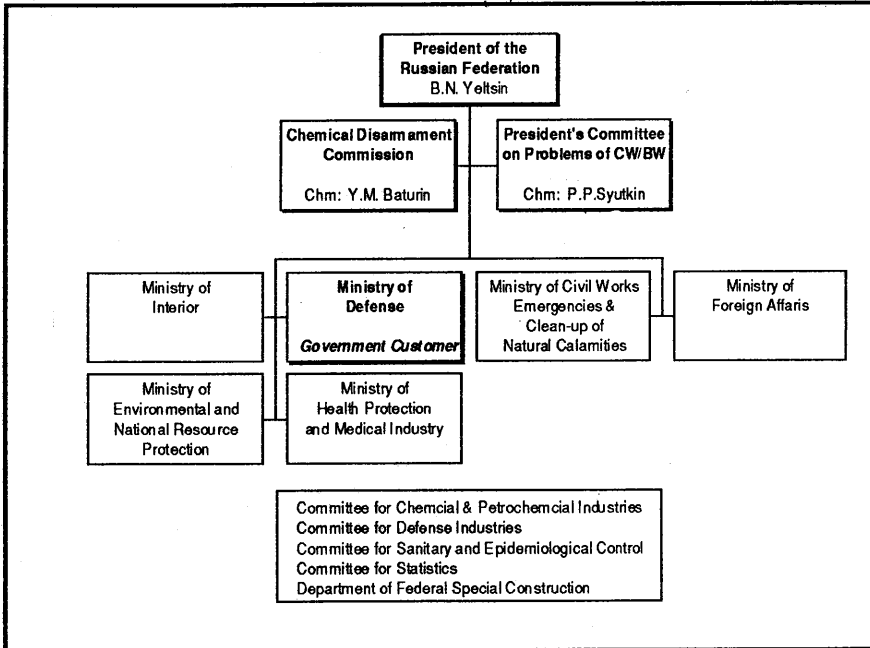 President of the
Russian Federation
B.N. Yeltsin
Chemical Disarmament
Commission
Chm: Y.M. Baturin
President's Committee
on Problems of CW/BW
Chm: P.P.Syutkin
Ministry of
Interior
Ministry of
Defense
Government Customer
Ministry of Civil Works
Emergencies &
Clean-up of
Natural Calamities
Ministry of
Foreign Affaris
Ministry of
Environmental and
National Resource
Protection
Ministry of
Health Protection
and Medical Industry
Committee for Chemcial & Petrochemcial Industries
Committee for Defense Industries
Committee for Sanitary and Epidemiological Control
Committee for Statistics
Department of Federal Special Construction